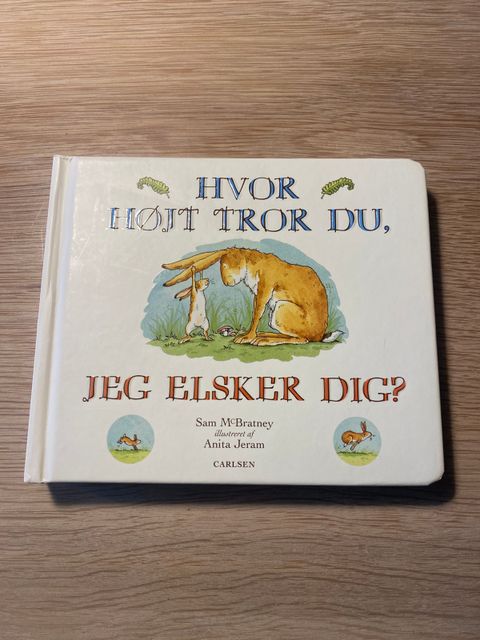 HVOR
HØJT TROR DU,
JEG ELSKER DIG?
Sam McBratney
illustreret af
Anita Jeram
CARLSEN